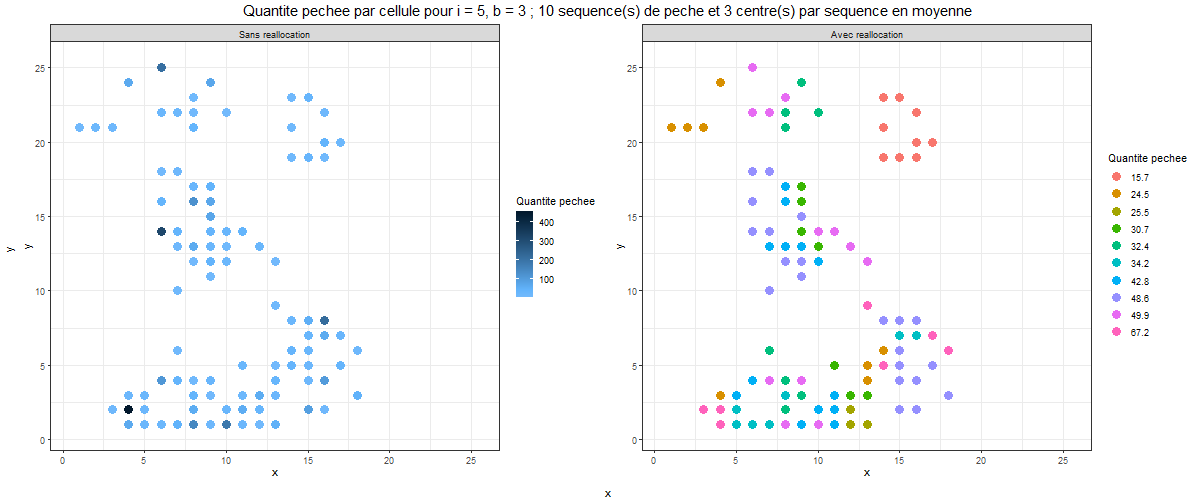 Quantite pechee par cellule pour i = 5, b = 3 ; 10 sequence(s) de peche et 3 centre(s) par sequence en moyenne
Sans reallocation
25
20
15
10
5
0
0 5 10 15 20 25
x
y
y
Quantite pechee
400
300
200
100
Avec reallocation
25
20
15
10
5
0
0 5 10 15 20 25
x
y
Quantite pechee
15.7
24.5
25.5
30.7
32.4
34.2
42.8
48.6
49.9
67.2
x